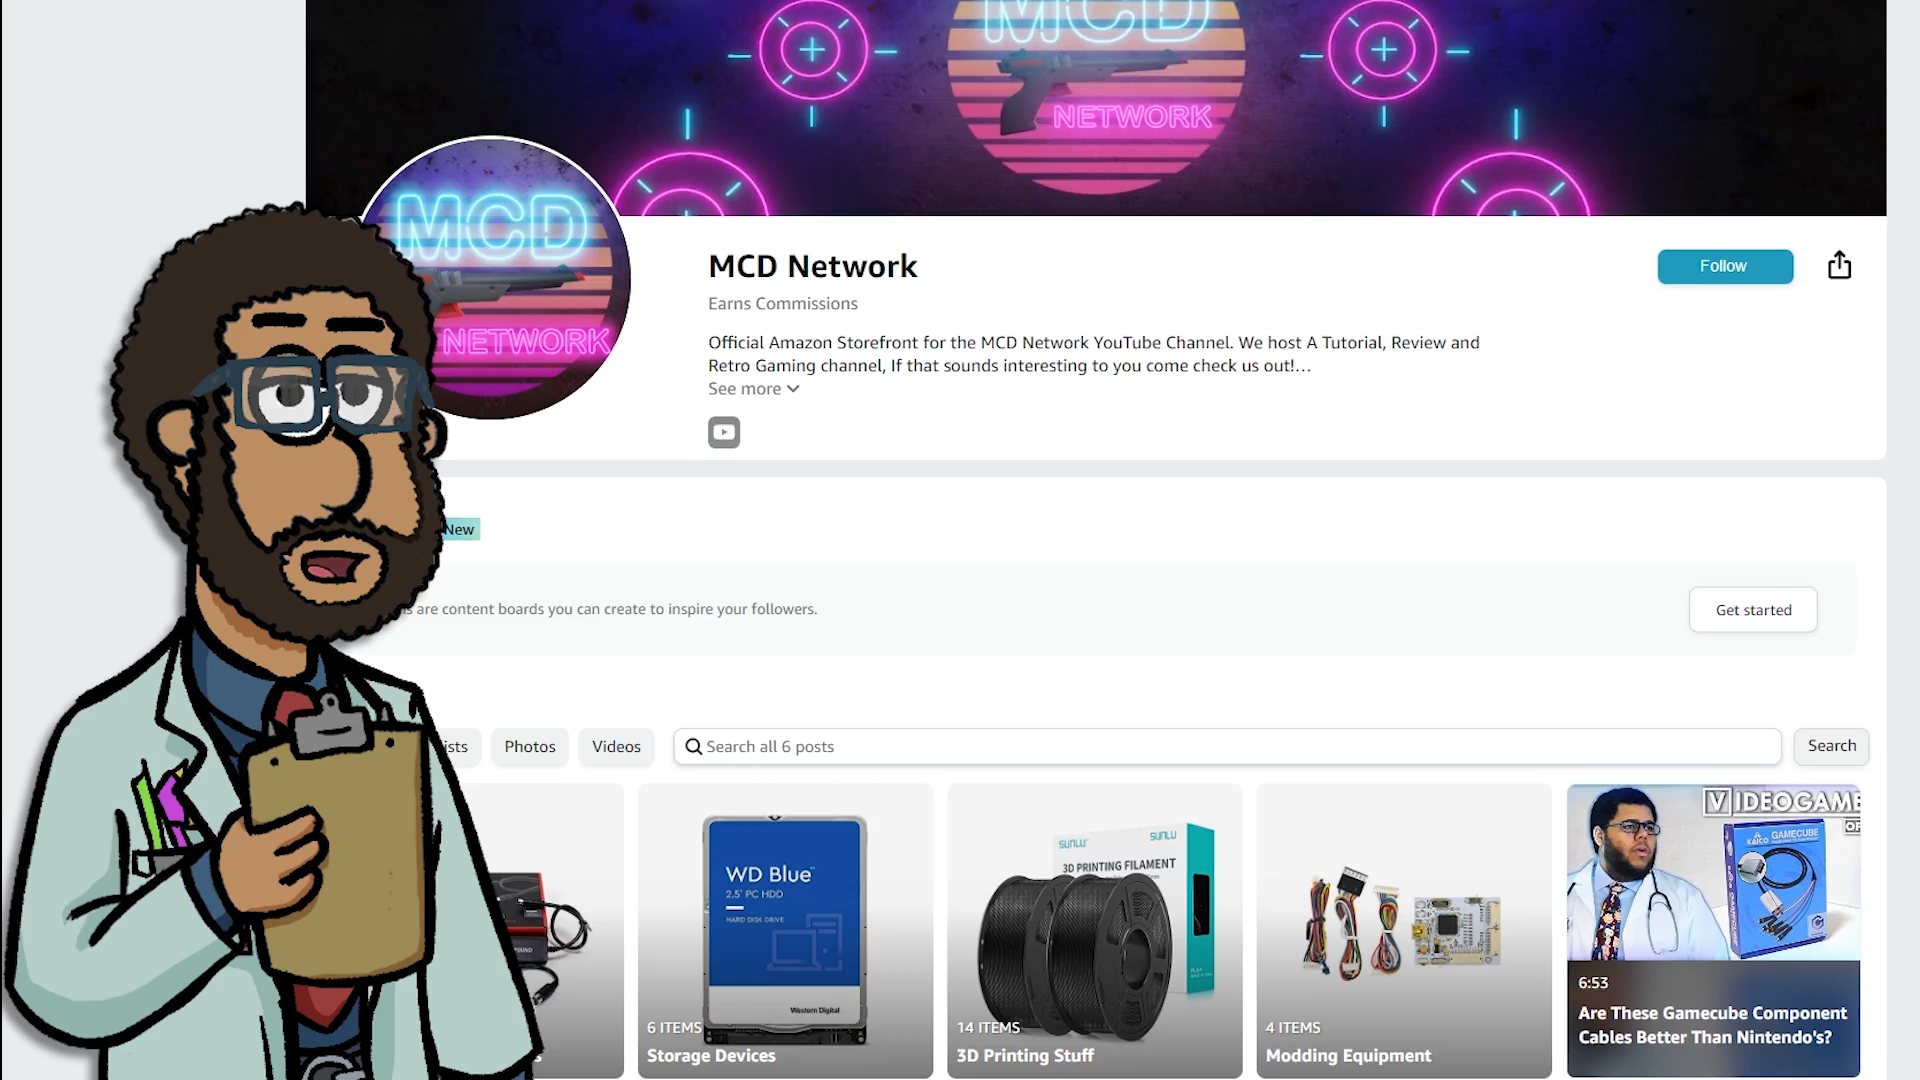 MCD
NETWORK
MCD
NETWORK
MCD Network
Follow
Earns Commissions
Official Amazon Storefront for the MCD Network YouTube Channel. We host A Tutorial, Review and
Retro Gaming channel, If that sounds interesting to you come check us out!...
See more
New
are content boards you can create to inspire your followers.
Get started
Photos
Videos
Search all 6 posts
Search
WD Blue
2.5" PC HDD
HARD DISK DRIVE
Western Digital
6 ITEMS
Storage Devices
SUNLU
SUNLU
3D PRINTING FILAMENT
14 ITEMS
3D Printing Stuff
4 ITEMS
Modding Equipment
VIDEOGAME
KAICO GAMECUBE
6:53
Are These Gamecube Component
Cables Better Than Nintendo's?